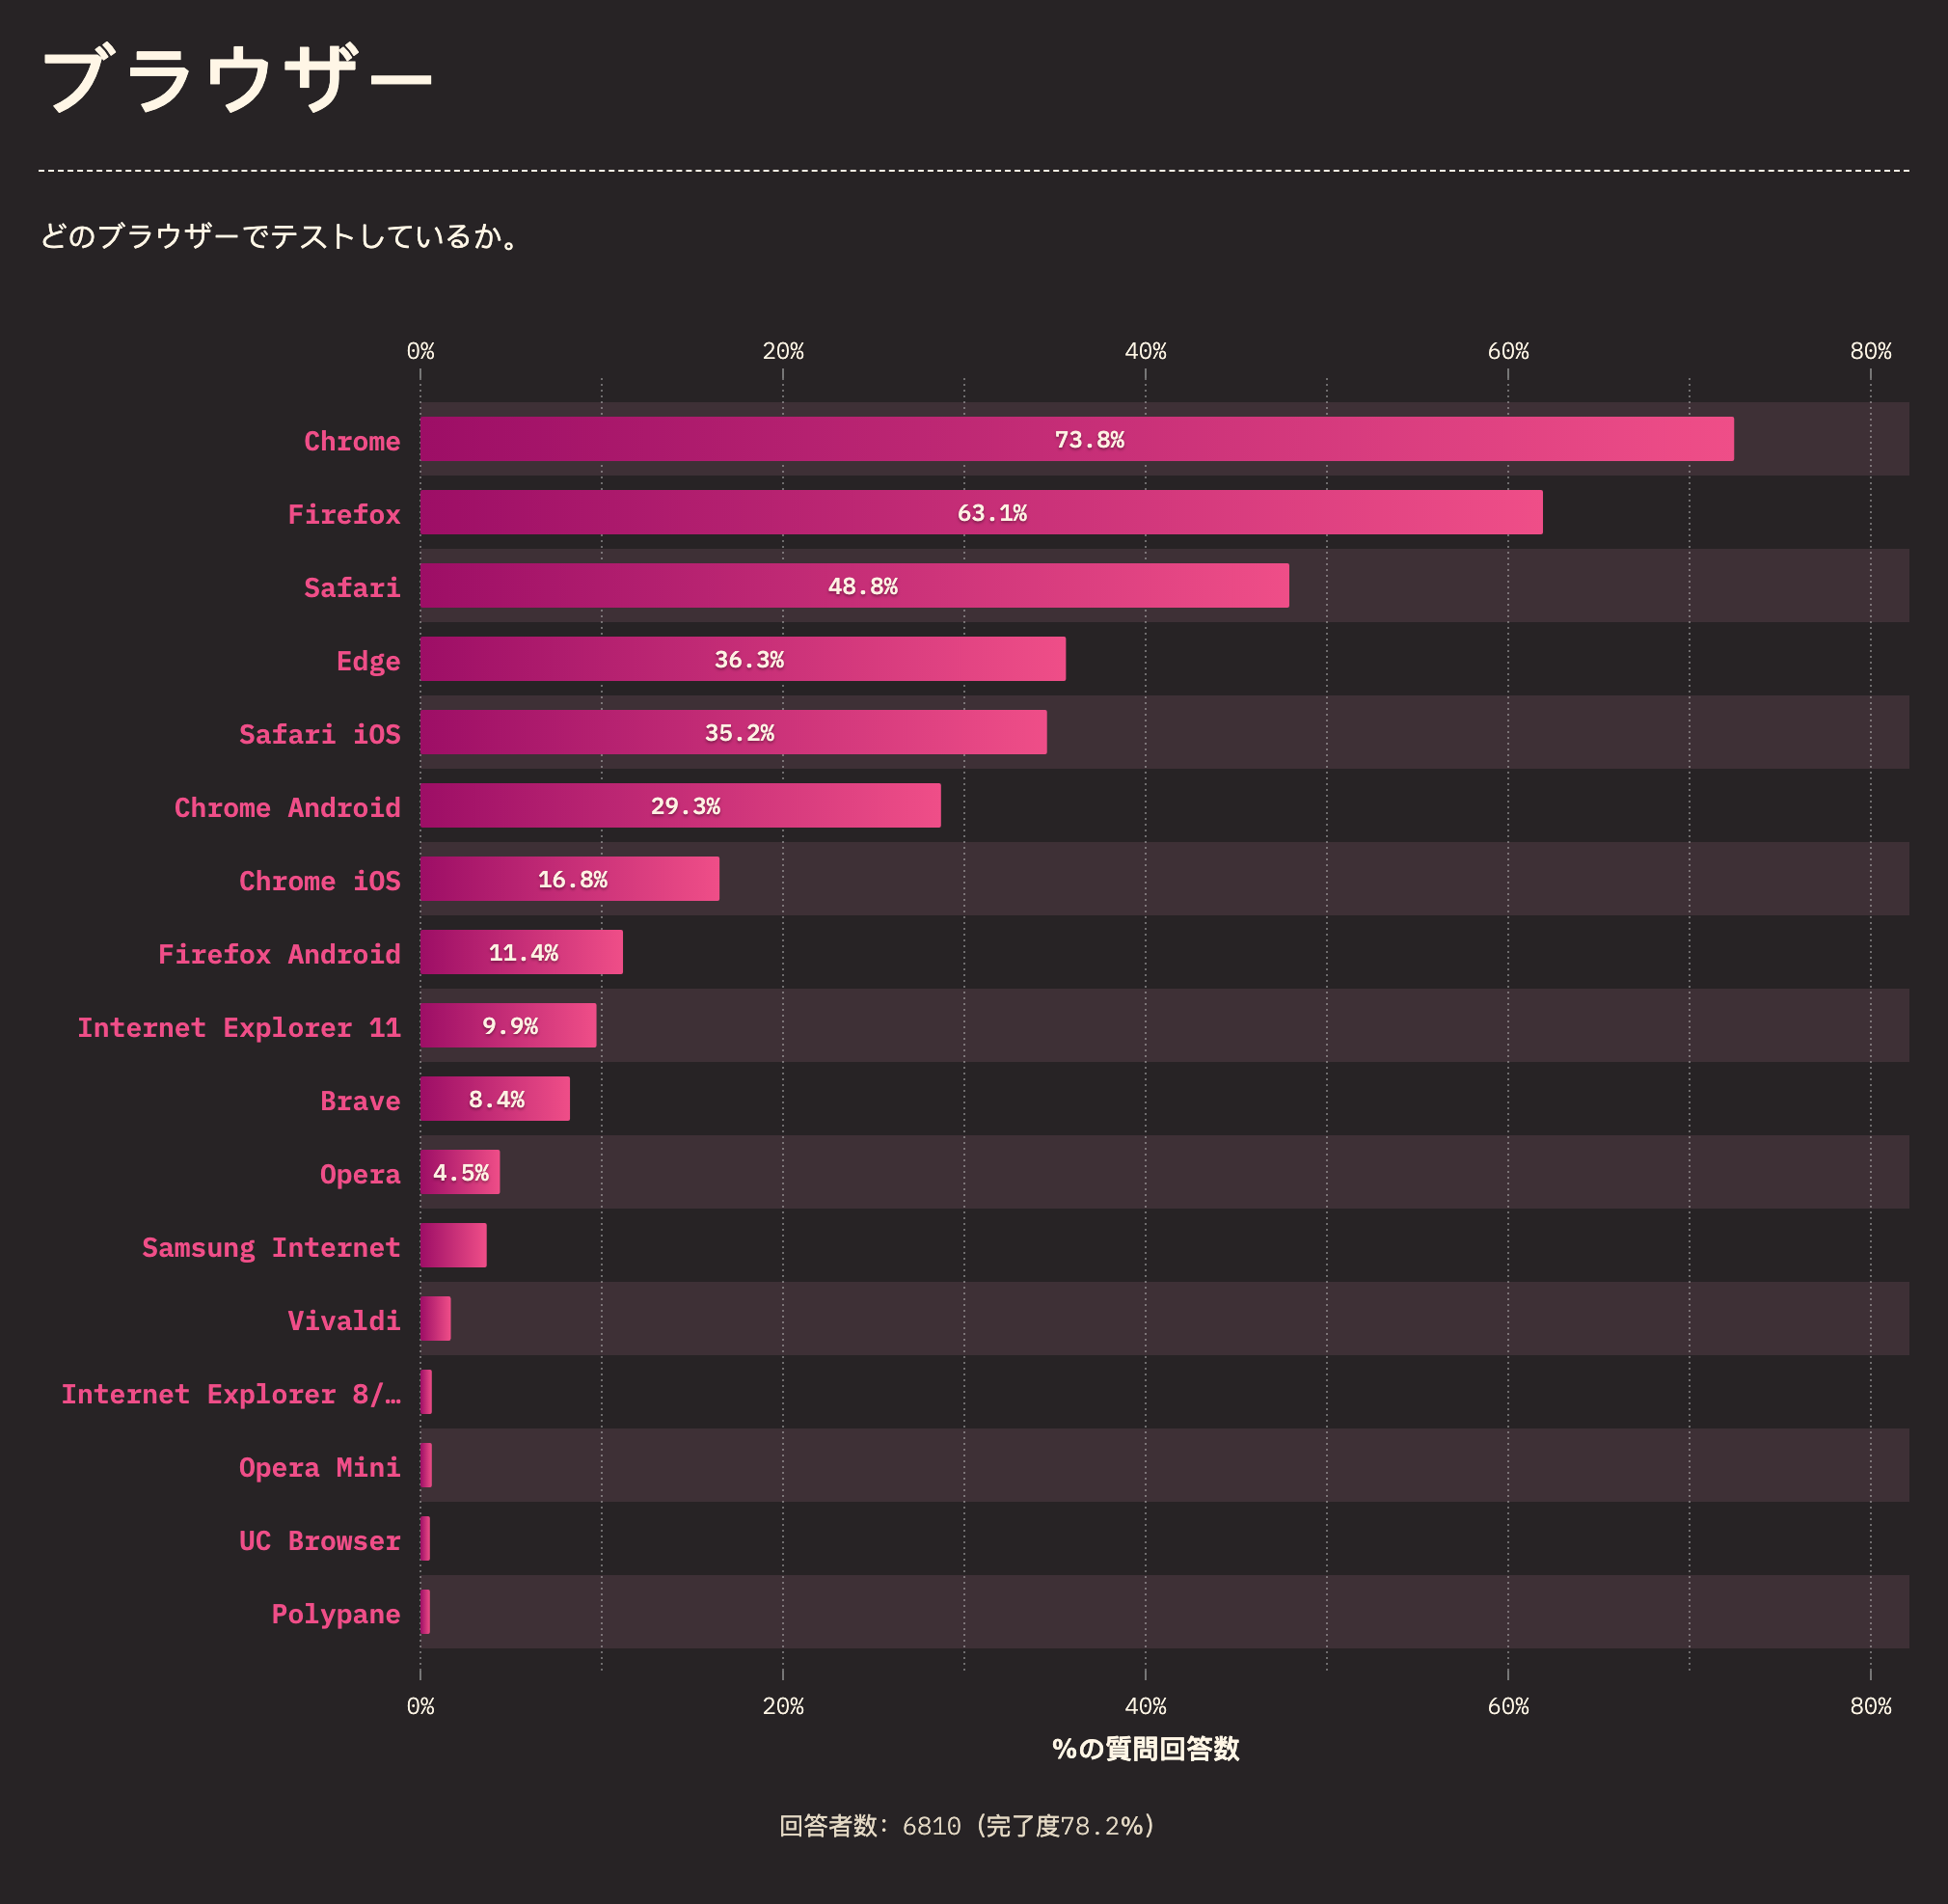 ブラウザー
どのブラウザーでテストしているか。
0% 20% 40% 60% 80%
Chrome 73.8%
Firefox 63.1%
Safari 48.8%
Edge 36.3%
Safari iOS 35.2%
Chrome Android 29.3%
Chrome iOS 16.8%
Firefox Android 11.4%
Internet Explorer 11 9.9%
Brave 8.4%
Opera 4.5%
Samsung Internet
Vivaldi
Internet Explorer 8/…
Opera Mini
UC Browser
Polypane
0% 20% 40% 60% 80%
%の質問回答数
回答者数: 6810 (完了度78.2%)